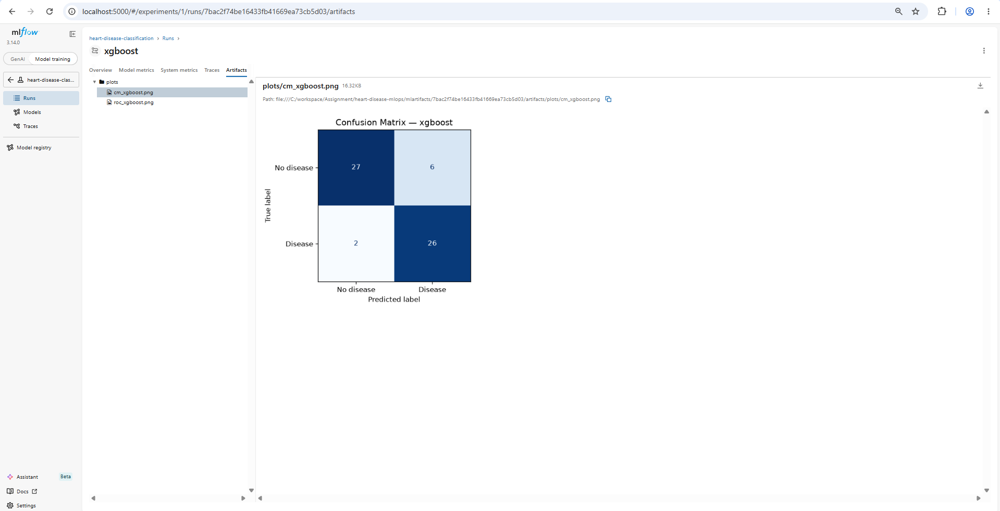 localhost:5000/#/experiments/1/runs/7bac2f74be16433fb41669ea73cb5d03/artifacts
mlflow
3.14.0
GenAI Model training
heart-disease-clas...
Runs
Models
Traces
Model registry
Assistant Beta
Docs
Settings
heart-disease-classification › Runs ›
xgboost
Overview Model metrics System metrics Traces Artifacts
plots
cm_xgboost.png
roc_xgboost.png
plots/cm_xgboost.png 16.32KB
Path: file:///C:/workspace/Assignment/heart-disease-mlops/mlartifacts/7bac2f74be16433fb41669ea73cb5d03/artifacts/plots/cm_xgboost.png
Confusion Matrix — xgboost
No disease 27 6
True label
Disease 2 26
No disease Disease
Predicted label